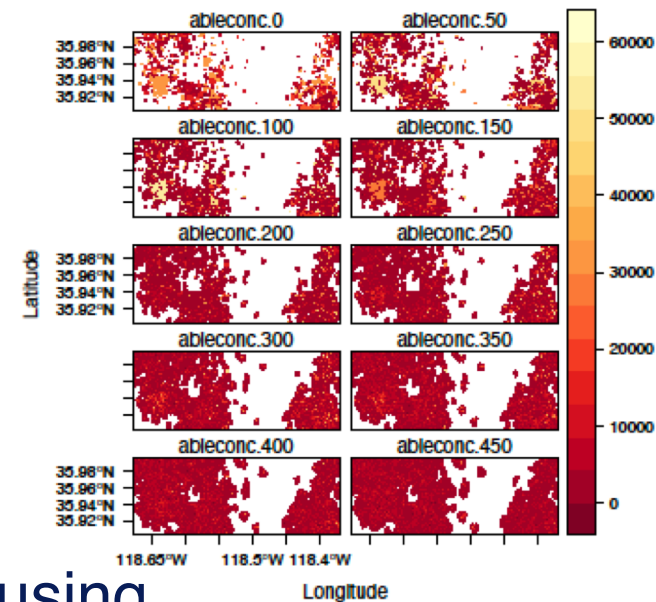 ableconc.0 ableconc.50
35.98°N
35.96°N
35.94°N
35.92°N
60000
50000
40000
30000
20000
10000
0
ableconc.100 ableconc.150
ableconc.200 ableconc.250
35.98°N
35.96°N
35.94°N
35.92°N
Latitude
ableconc.300 ableconc.350
ableconc.400 ableconc.450
35.98°N
35.96°N
35.94°N
35.92°N
118.65°W 118.5°W 118.4°W
Longitude
using